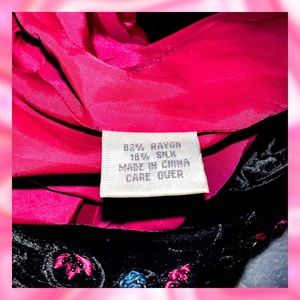 82% RAYON
18% SILK
MADE IN CHINA
CARE OVER